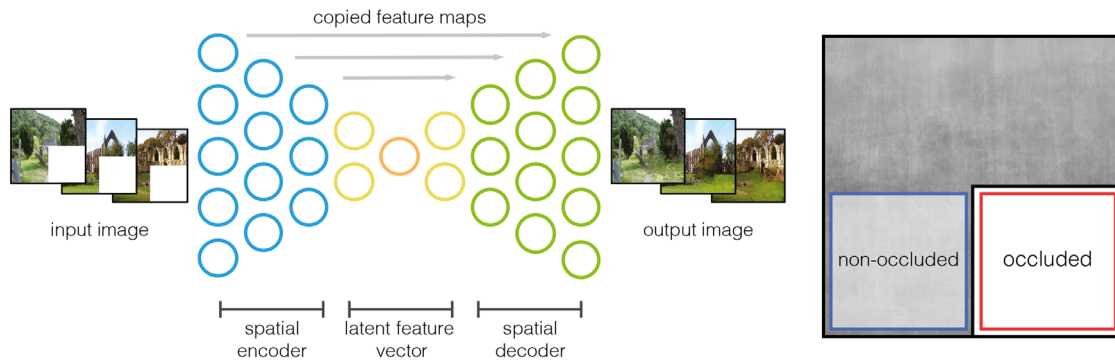 copied feature maps
input image
output image
spatial
encoder
latent feature
vector
spatial
decoder
non-occluded
occluded